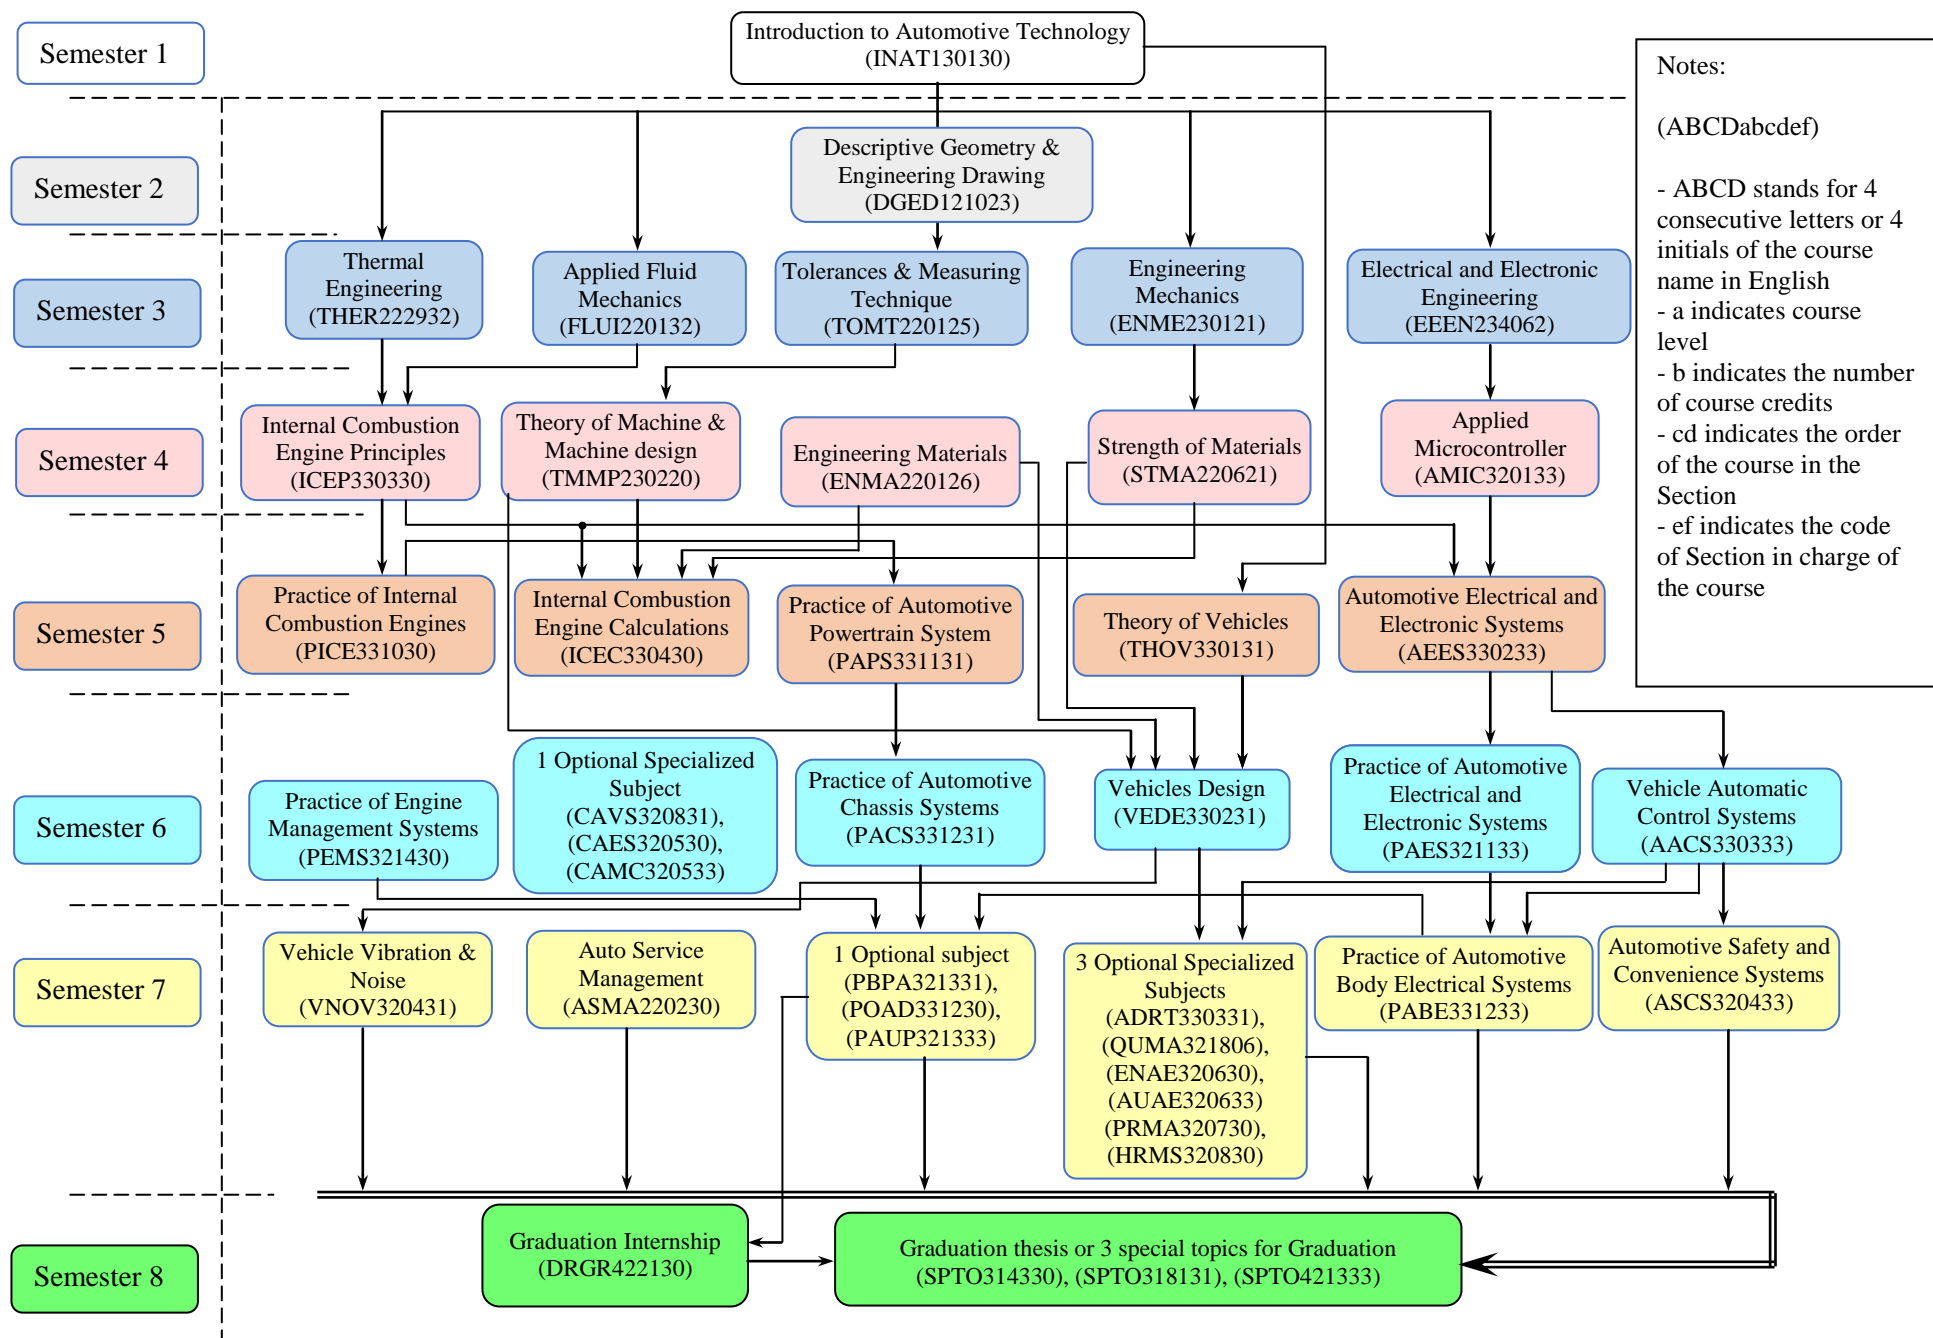 Semester 1
Introduction to Automotive Technology
(INAT130130)
Notes:
(ABCDabcdef)
- ABCD stands for 4
consecutive letters or 4
initials of the course
name in English
- a indicates course
level
- b indicates the number
of course credits
- cd indicates the order
of the course in the
Section
- ef indicates the code
of Section in charge of
the course
Semester 2
Descriptive Geometry &
Engineering Drawing
(DGED121023)
Semester 3
Thermal
Engineering
(THER222932)
Applied Fluid
Mechanics
(FLUI220132)
Tolerances & Measuring
Technique
(TOMT220125)
Engineering
Mechanics
(ENME230121)
Electrical and Electronic
Engineering
(EEEN234062)
Semester 4
Internal Combustion
Engine Principles
(ICEP330330)
Theory of Machine &
Machine design
(TMMP230220)
Engineering Materials
(ENMA220126)
Strength of Materials
(STMA220621)
Applied
Microcontroller
(AMIC320133)
Semester 5
Practice of Internal
Combustion Engines
(PICE331030)
Internal Combustion
Engine Calculations
(ICEC330430)
Practice of Automotive
Powertrain System
(PAPS331131)
Theory of Vehicles
(THOV330131)
Automotive Electrical and
Electronic Systems
(AEES330233)
Semester 6
Practice of Engine
Management Systems
(PEMS321430)
1 Optional Specialized
Subject
(CAVS320831),
(CAES320530),
(CAMC320533)
Practice of Automotive
Chassis Systems
(PACS331231)
Vehicles Design
(VEDE330231)
Practice of Automotive
Electrical and
Electronic Systems
(PAES321133)
Vehicle Automatic
Control Systems
(AACS330333)
Semester 7
Vehicle Vibration &
Noise
(VNOV320431)
Auto Service
Management
(ASMA220230)
1 Optional subject
(PBPA321331),
(POAD331230),
(PAUP321333)
3 Optional Specialized
Subjects
(ADRT330331),
(QUMA321806),
(ENAE320630),
(AUAE320633)
(PRMA320730),
(HRMS320830)
Practice of Automotive
Body Electrical Systems
(PABE331233)
Automotive Safety and
Convenience Systems
(ASCS320433)
Semester 8
Graduation Internship
(DRGR422130)
Graduation thesis or 3 special topics for Graduation
(SPTO314330), (SPTO318131), (SPTO421333)